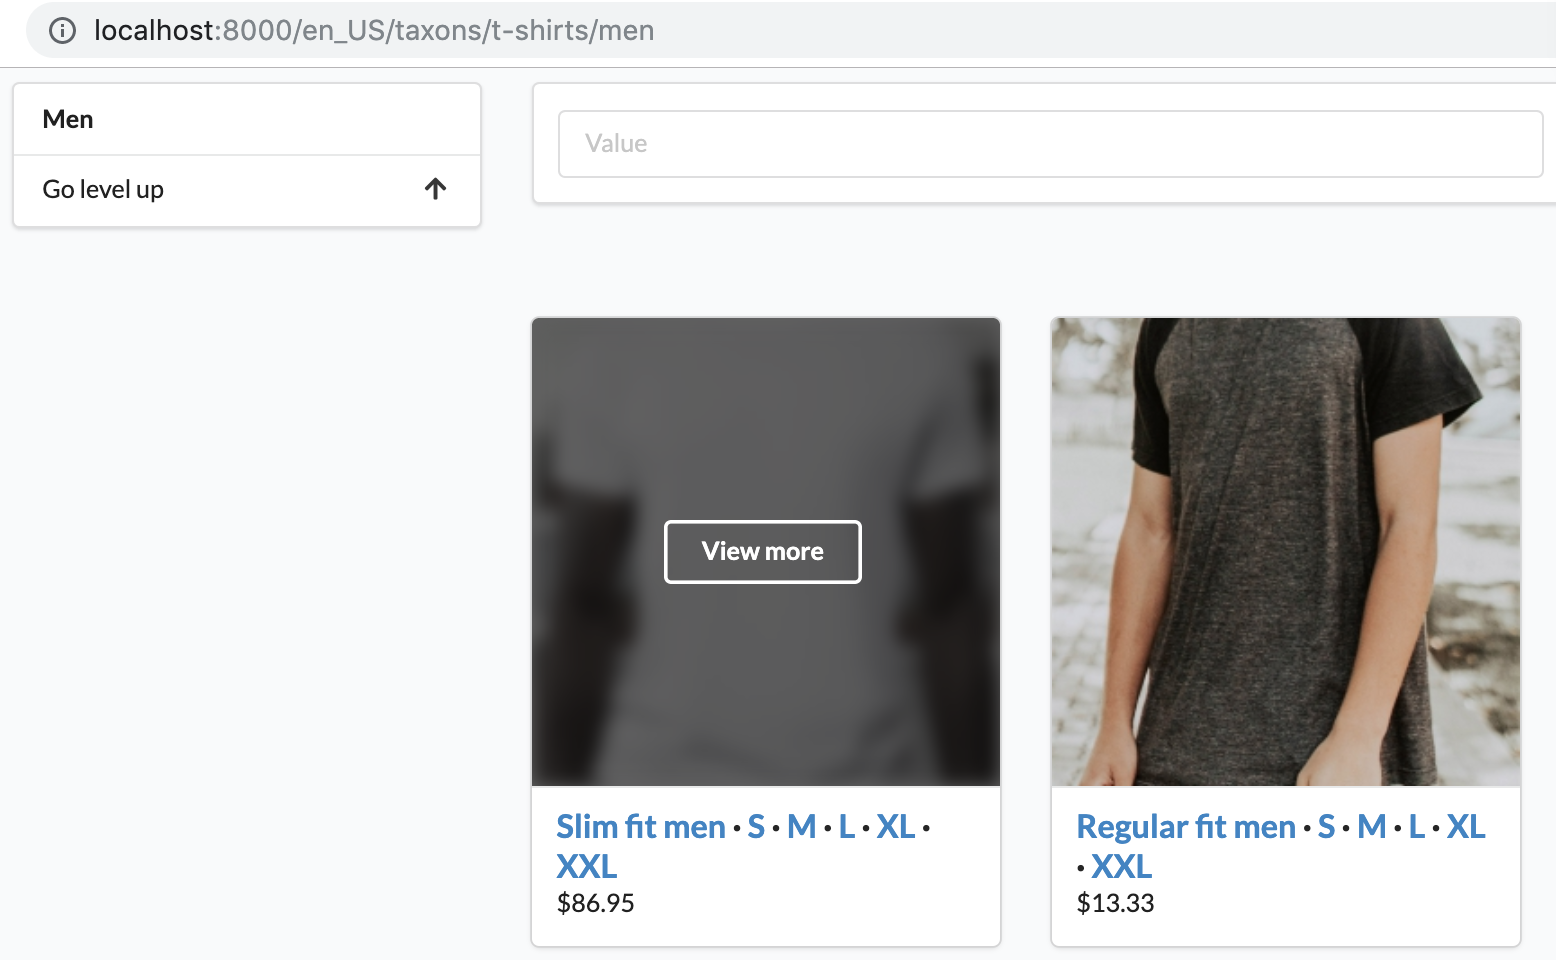 localhost:8000/en_US/taxons/t-shirts/men
Men
Go level up
Value
View more
Slim fit men · S · M · L · XL ·
XXL
$86.95
Regular fit men · S · M · L · XL
· XXL
$13.33